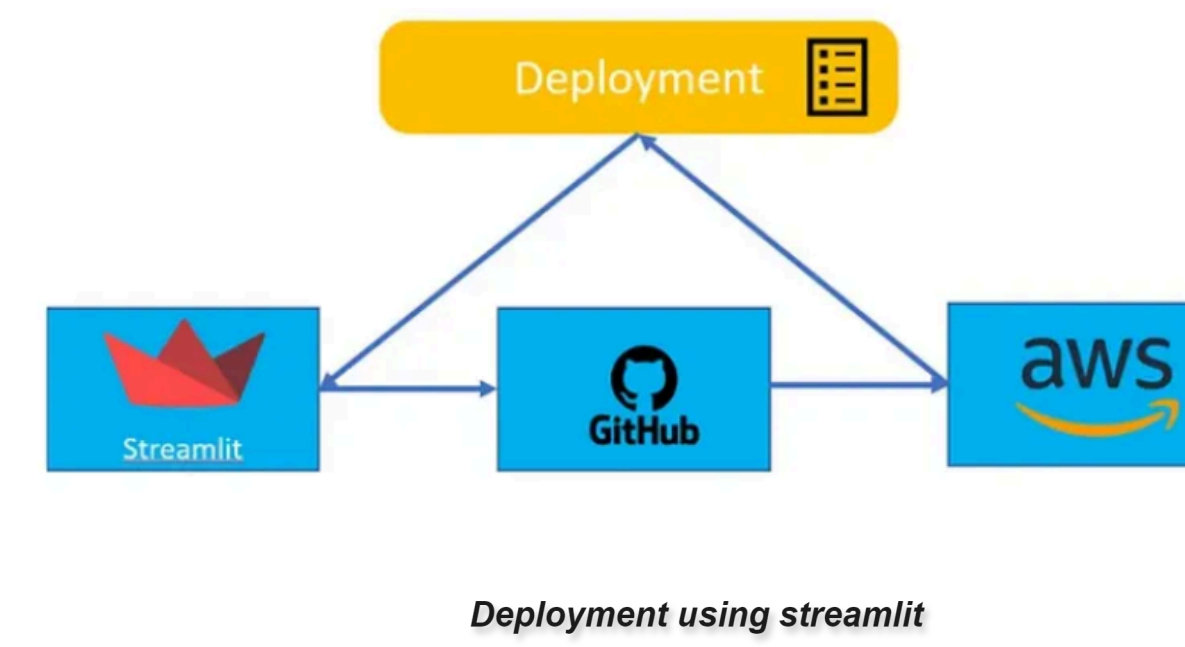 Deployment
Streamlit
GitHub
aws
Deployment using streamlit